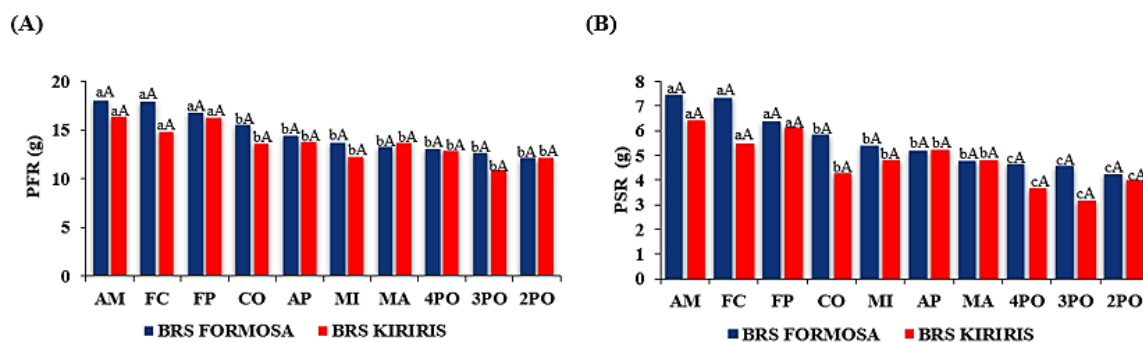 (A)
(B)
20
15
10
5
0
PFR (g)
aA aA aA aA aA aA bA bA bA bA bA bA bA bA bA bA bA bA bA bA
AM FC FP CO AP MI MA 4PO 3PO 2PO
BRS FORMOSA BRS KIRIRIS
8
7
6
5
4
3
2
1
0
PSR (g)
aA aA aA aA aA aA bA bA bA bA bA bA bA bA cA cA cA cA cA cA
AM FC FP CO MI AP MA 4PO 3PO 2PO
BRS FORMOSA BRS KIRIRIS